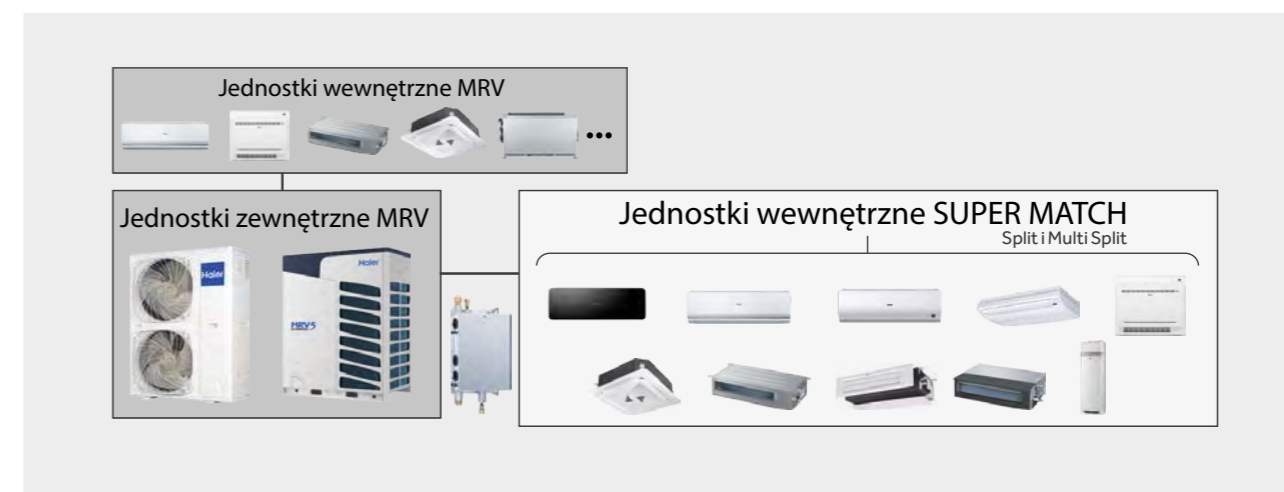 Jednostki wewnętrzne MRV
•••
Jednostki zewnętrzne MRV
Haier
Haier
MRV5
Jednostki wewnętrzne SUPER MATCH
Split i Multi Split